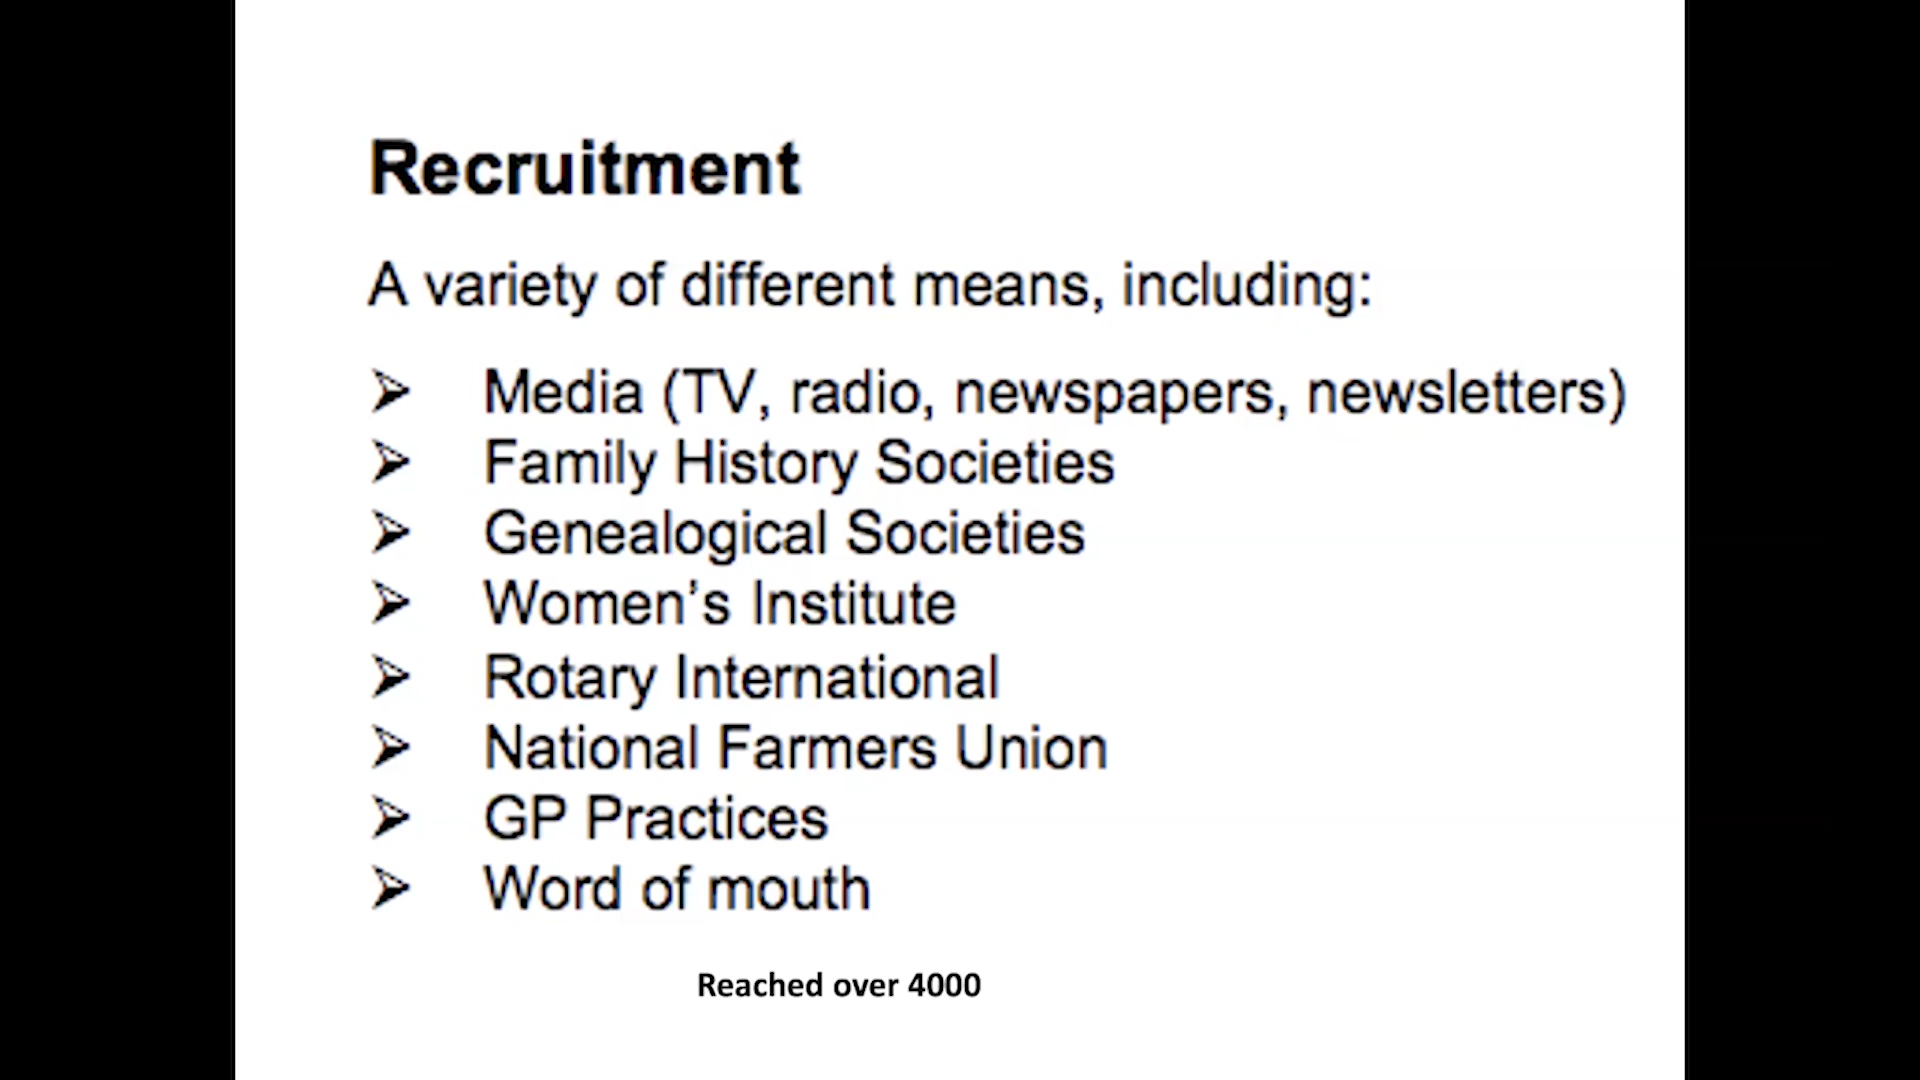 Recruitment
A variety of different means, including:
➢ Media (TV, radio, newspapers, newsletters)
➢ Family History Societies
➢ Genealogical Societies
➢ Women’s Institute
➢ Rotary International
➢ National Farmers Union
➢ GP Practices
➢ Word of mouth
Reached over 4000